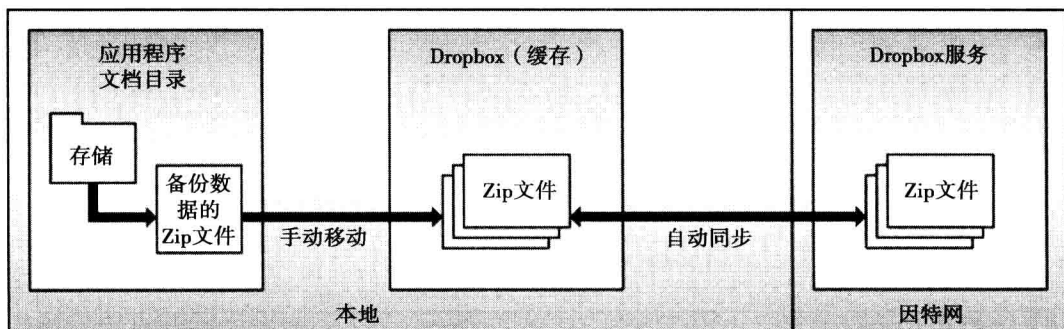 应用程序
文档目录
Dropbox（缓存）
Dropbox服务
存储
备份数
据的
Zip文件
Zip文件
Zip文件
手动移动
自动同步
本地
因特网